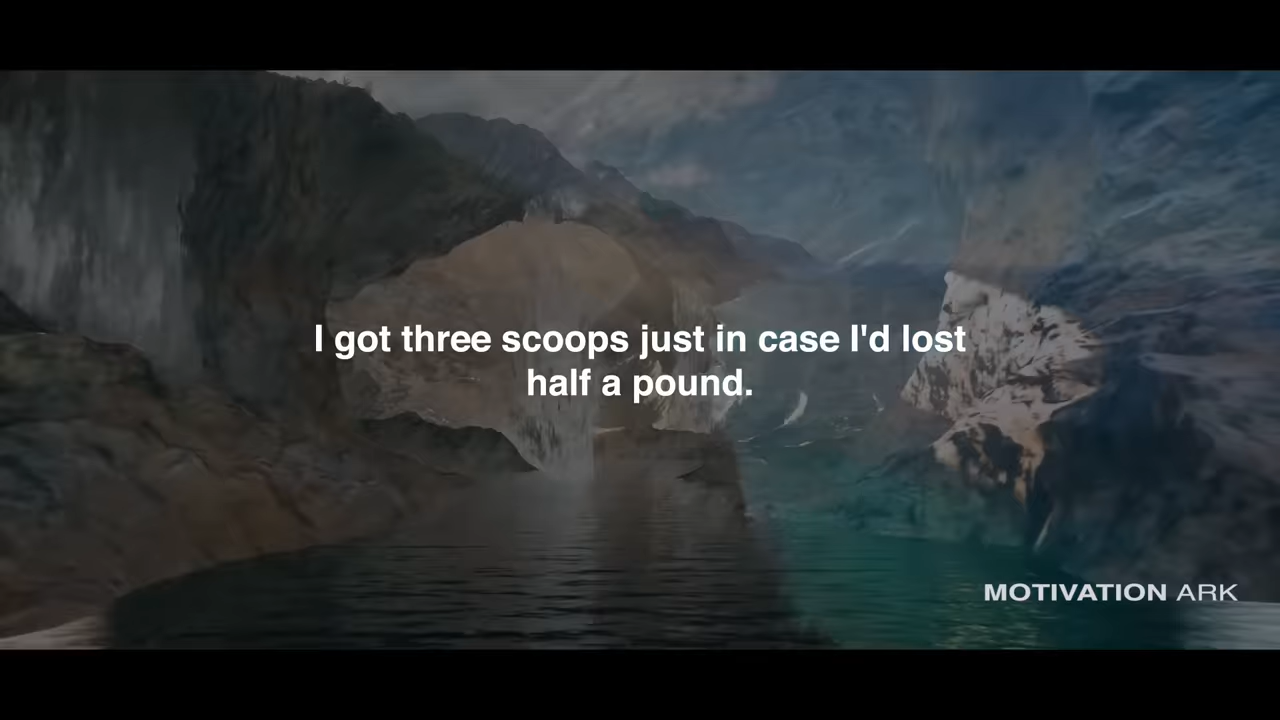 I got three scoops just in case I'd lost
half a pound.
MOTIVATION ARK